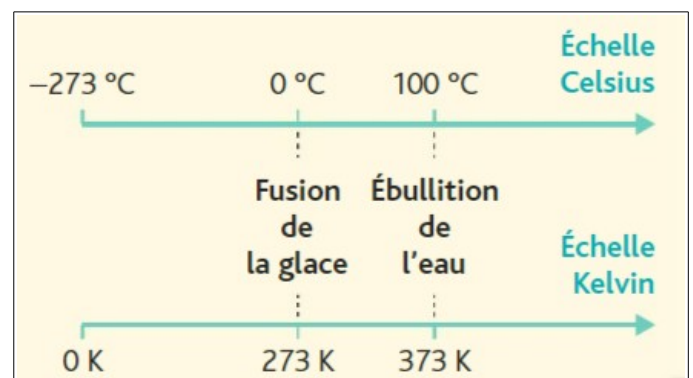 Échelle
Celsius
−273 °C 0 °C 100 °C
Fusion
de
la glace
Ébullition
de
l'eau
Échelle
Kelvin
0 K 273 K 373 K